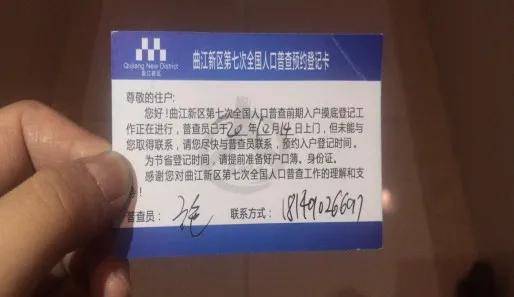 Qujiang New District
曲江新区
曲江新区第七次全国人口普查预约登记卡
尊敬的住户:
您好!曲江新区第七次全国人口普查前期入户摸底登记工
作正在进行,普查员已于20年10月14日上门,但未能与
您取得联系,请您尽快与普查员联系,预约入户登记时间。
为节省登记时间,请提前准备好户口簿、身份证。
感谢您对曲江新区第七次全国人口普查工作的理解和支
!
普查员: 联系方式:18149026697